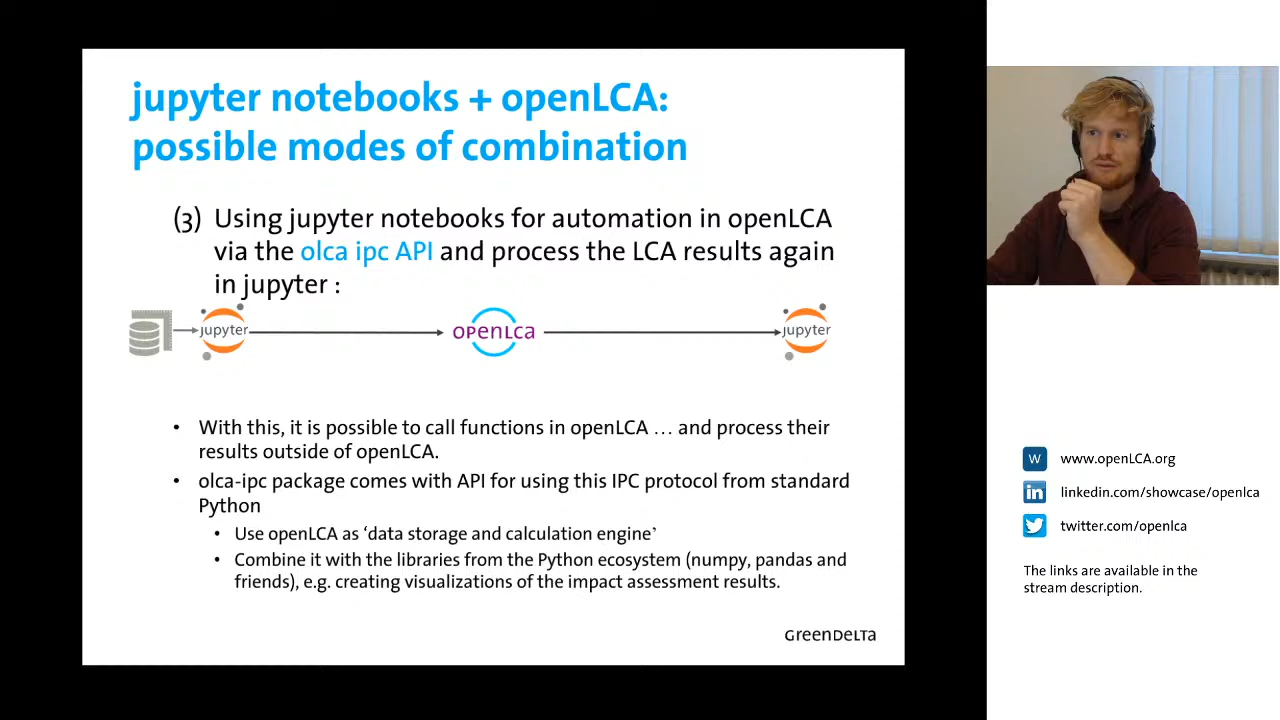 jupyter notebooks + openLCA:
possible modes of combination
(3) Using jupyter notebooks for automation in openLCA
via the olca ipc API and process the LCA results again
in jupyter :
jupyter
openLca
jupyter
• With this, it is possible to call functions in openLCA … and process their
results outside of openLCA.
• olca-ipc package comes with API for using this IPC protocol from standard
Python
• Use openLCA as ‘data storage and calculation engine’
• Combine it with the libraries from the Python ecosystem (numpy, pandas and
friends), e.g. creating visualizations of the impact assessment results.
GreenDeLTa
W www.openLCA.org
in linkedin.com/showcase/openlca
twitter.com/openlca
The links are available in the
stream description.